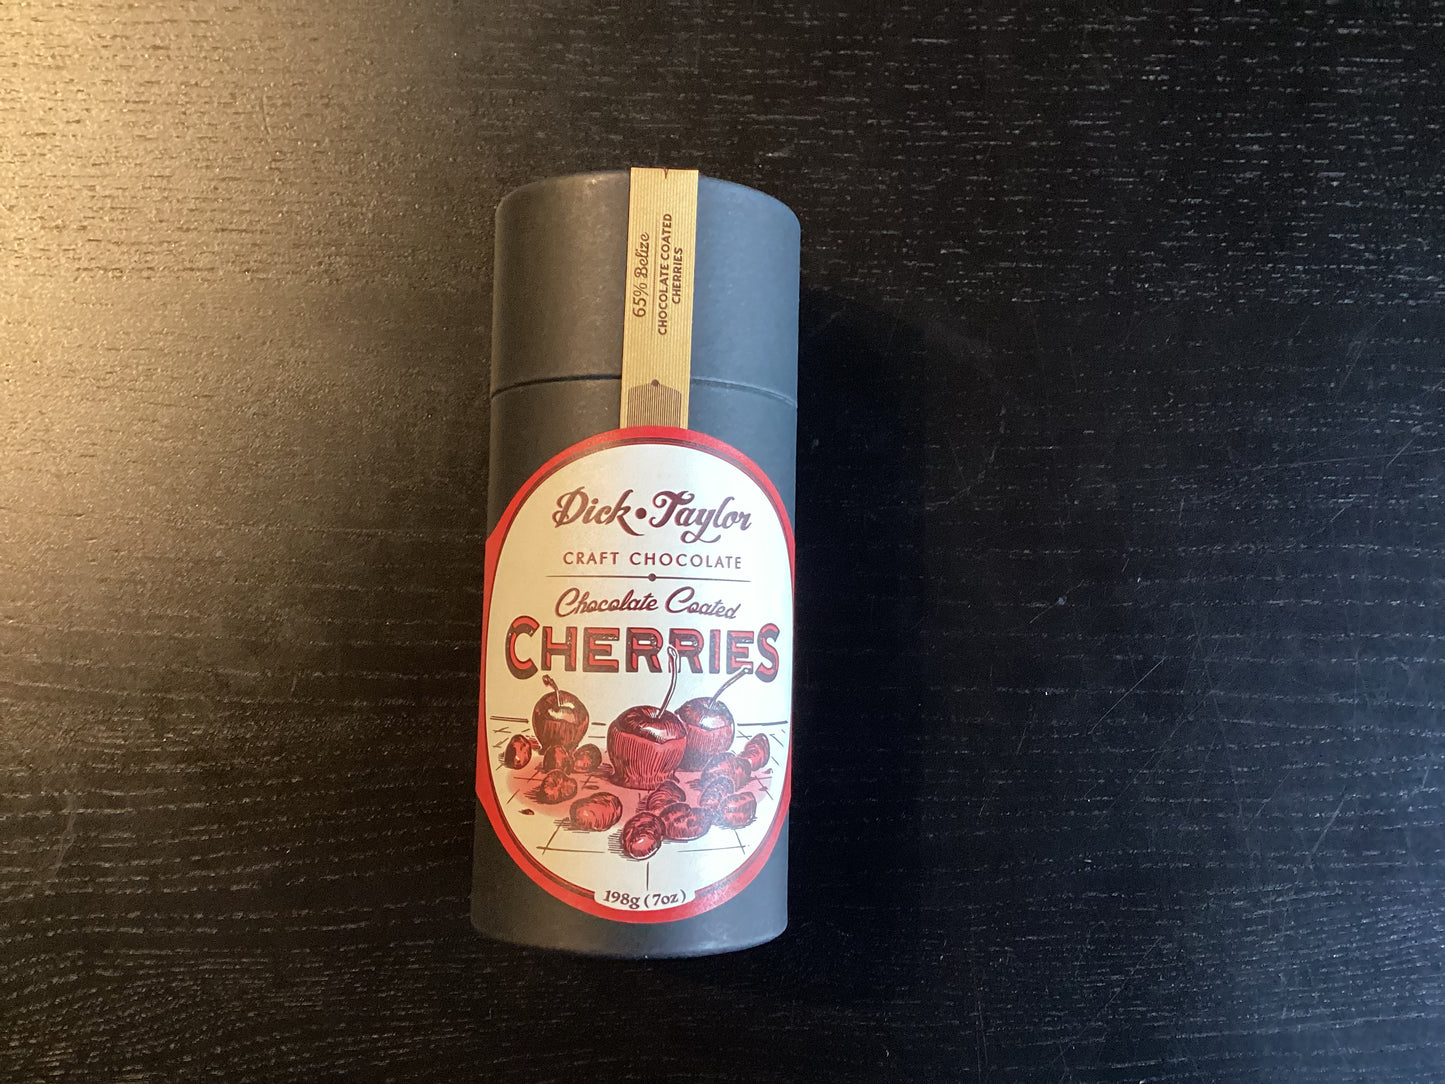 65% Belize
CHOCOLATE COATED
CHERRIES
Dick • Taylor
CRAFT CHOCOLATE
Chocolate Coated
CHERRIES
198g (7oz)